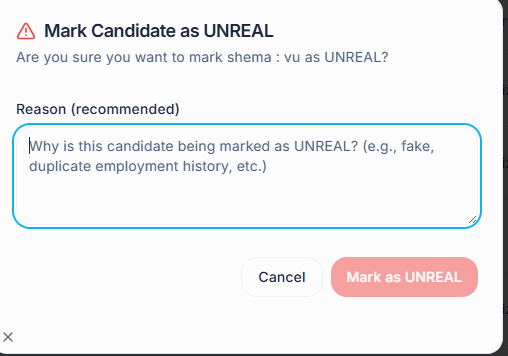 Mark Candidate as UNREAL
Are you sure you want to mark shema : vu as UNREAL?
Reason (recommended)
Why is this candidate being marked as UNREAL? (e.g., fake,
duplicate employment history, etc.)
Cancel
Mark as UNREAL